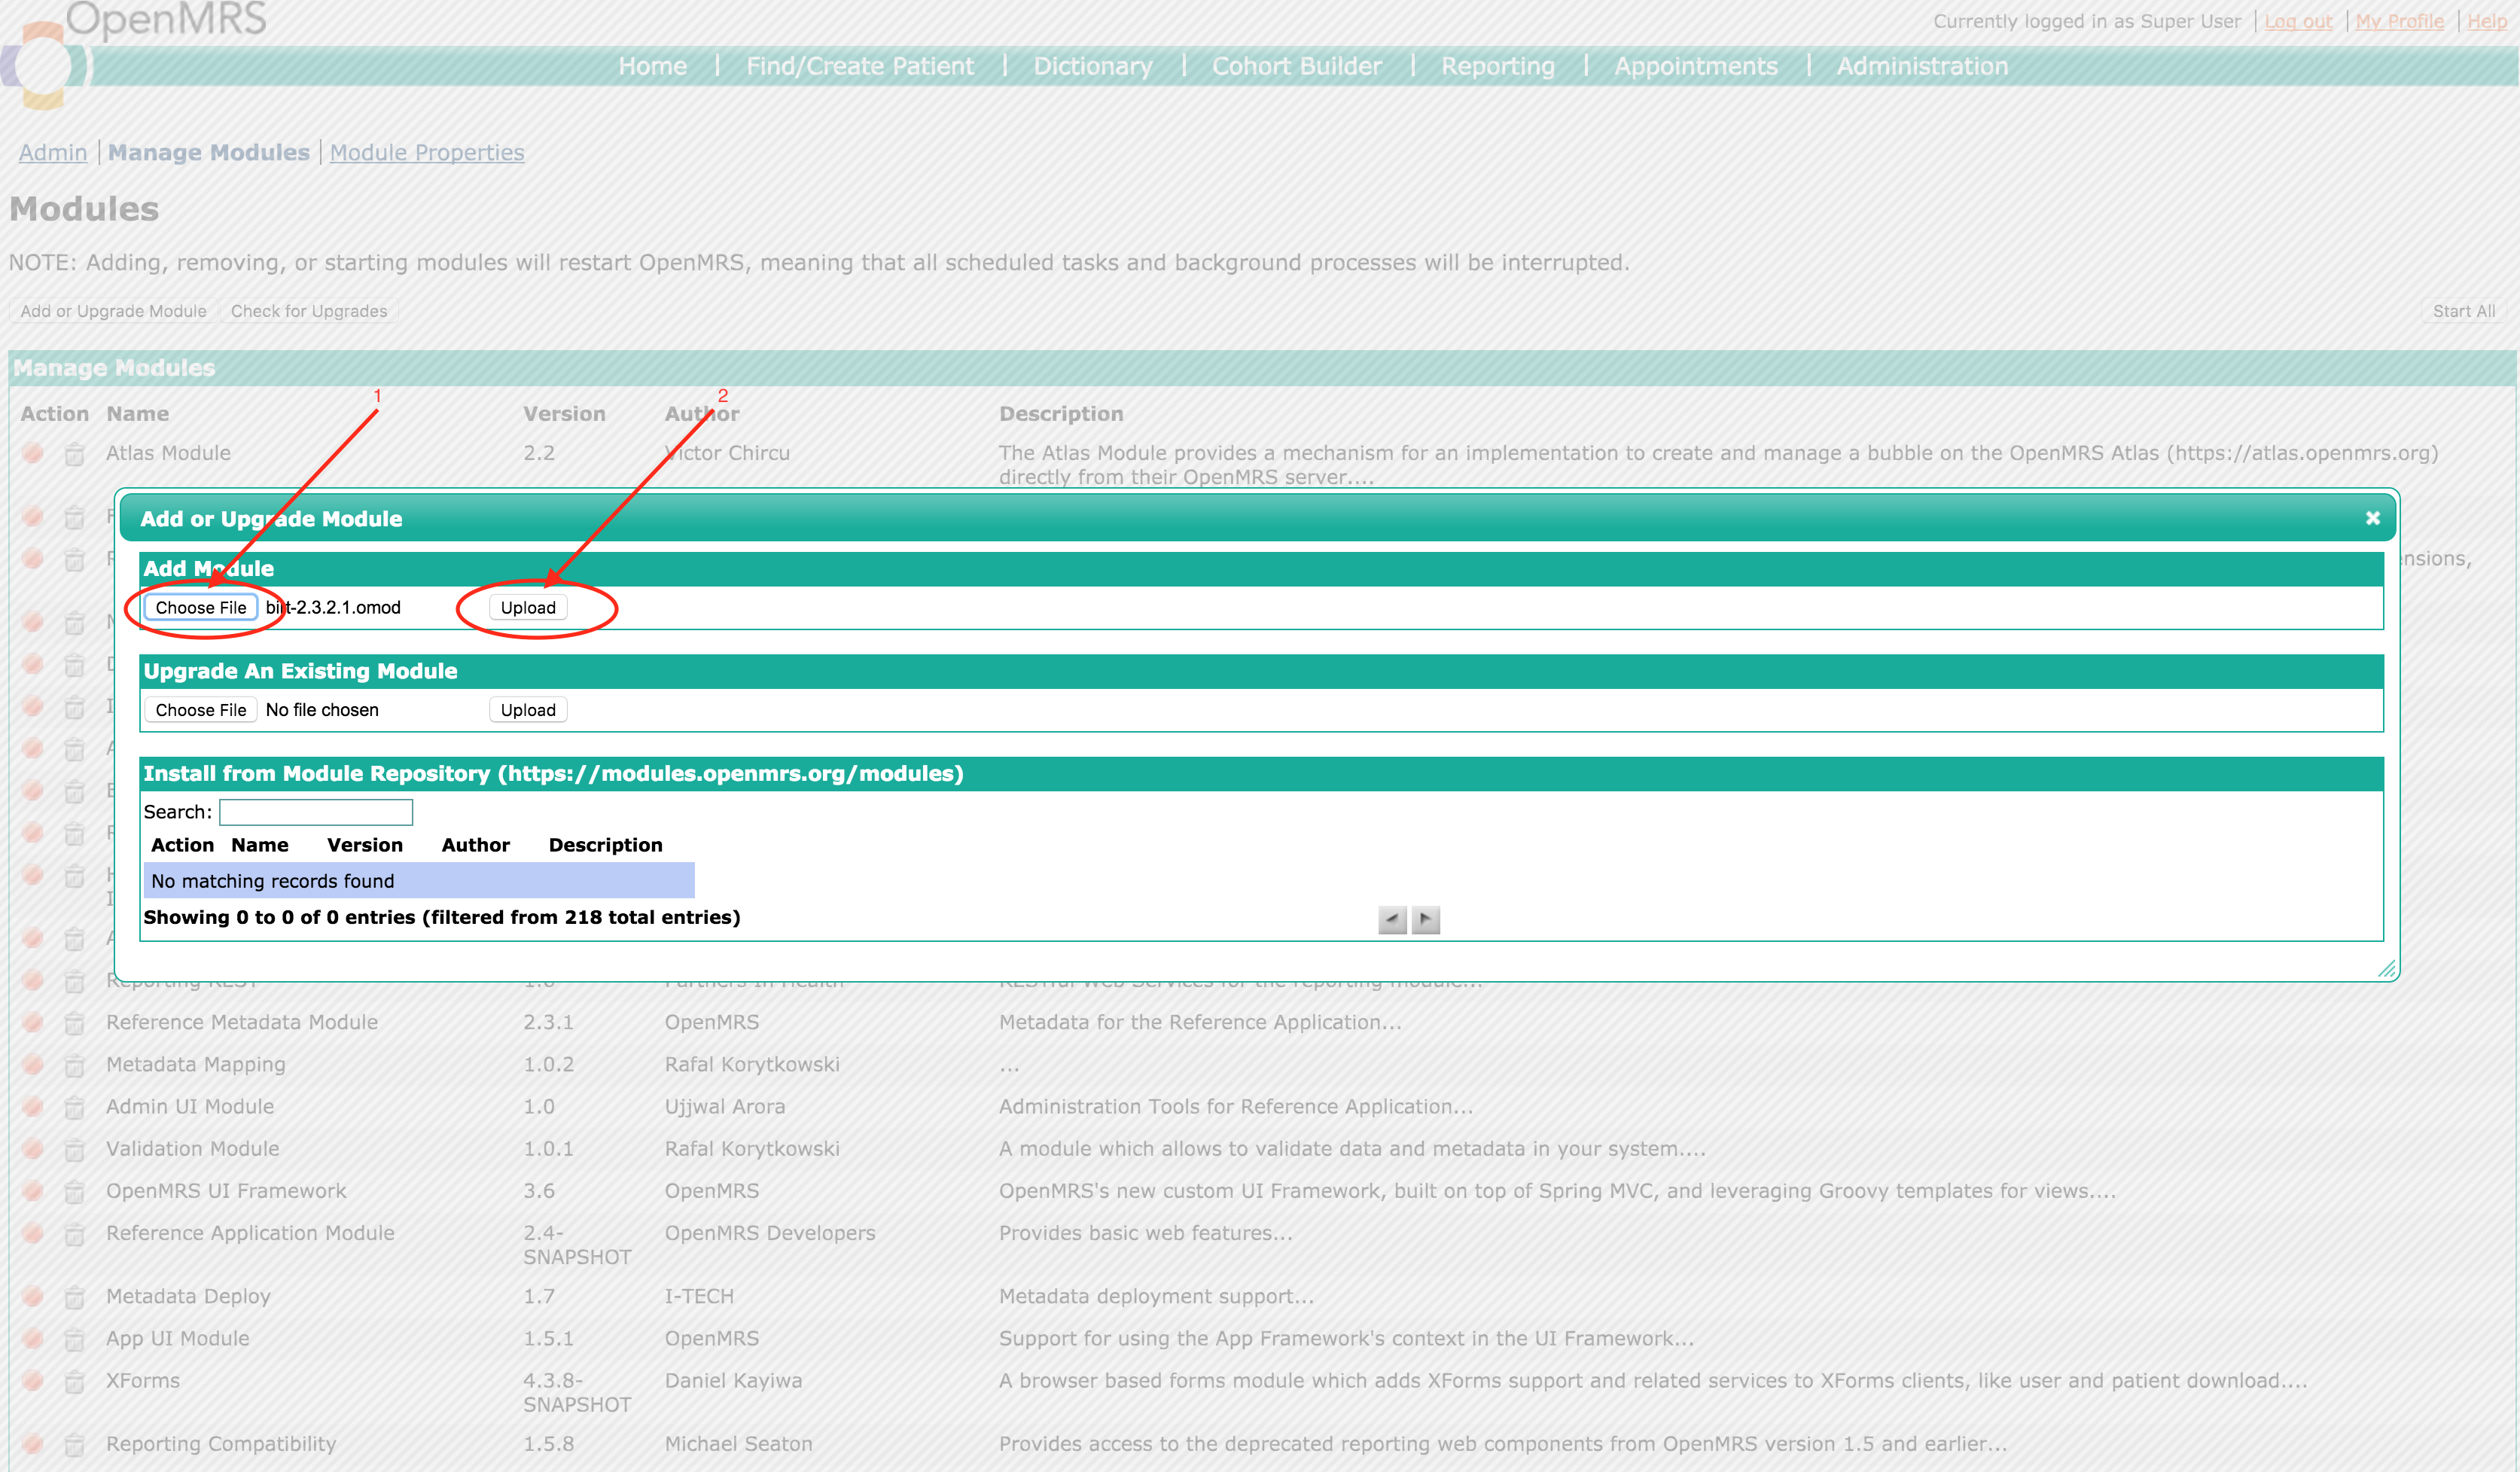 OpenMRS
Currently logged in as Super User | Log out | My Profile | Help
Home | Find/Create Patient | Dictionary | Cohort Builder | Reporting | Appointments | Administration
Admin | Manage Modules | Module Properties
Modules
NOTE: Adding, removing, or starting modules will restart OpenMRS, meaning that all scheduled tasks and background processes will be interrupted.
Add or Upgrade Module Check for Upgrades Start All
Manage Modules
1 2
Action Name Version Author Description
Atlas Module 2.2 Victor Chircu The Atlas Module provides a mechanism for an implementation to create and manage a bubble on the OpenMRS Atlas (https://atlas.openmrs.org)
directly from their OpenMRS server....
Add or Upgrade Module
Add Module
Choose File birt-2.3.2.1.omod Upload
Upgrade An Existing Module
Choose File No file chosen Upload
Install from Module Repository (https://modules.openmrs.org/modules)
Search:
Action Name Version Author Description
No matching records found
Showing 0 to 0 of 0 entries (filtered from 218 total entries)
Reporting REST 1.6 Partners In Health RESTful Web Services for the reporting module...
Reference Metadata Module 2.3.1 OpenMRS Metadata for the Reference Application...
Metadata Mapping 1.0.2 Rafal Korytkowski ...
Admin UI Module 1.0 Ujjwal Arora Administration Tools for Reference Application...
Validation Module 1.0.1 Rafal Korytkowski A module which allows to validate data and metadata in your system....
OpenMRS UI Framework 3.6 OpenMRS OpenMRS's new custom UI Framework, built on top of Spring MVC, and leveraging Groovy templates for views....
Reference Application Module 2.4- OpenMRS Developers Provides basic web features...
SNAPSHOT
Metadata Deploy 1.7 I-TECH Metadata deployment support...
App UI Module 1.5.1 OpenMRS Support for using the App Framework's context in the UI Framework...
XForms 4.3.8- Daniel Kayiwa A browser based forms module which adds XForms support and related services to XForms clients, like user and patient download....
SNAPSHOT
Reporting Compatibility 1.5.8 Michael Seaton Provides access to the deprecated reporting web components from OpenMRS version 1.5 and earlier...